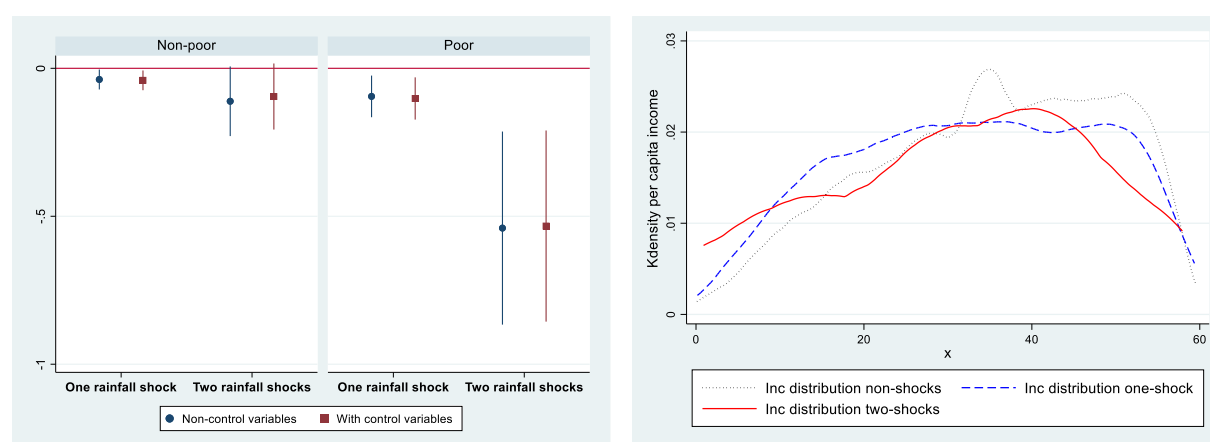 Non-poor
Poor
0
-.5
-1
One rainfall shock
Two rainfall shocks
One rainfall shock
Two rainfall shocks
Non-control variables
With control variables
Kdensity per capita income
.03
.02
.01
0
0
20
40
60
x
Inc distribution non-shocks
Inc distribution one-shock
Inc distribution two-shocks